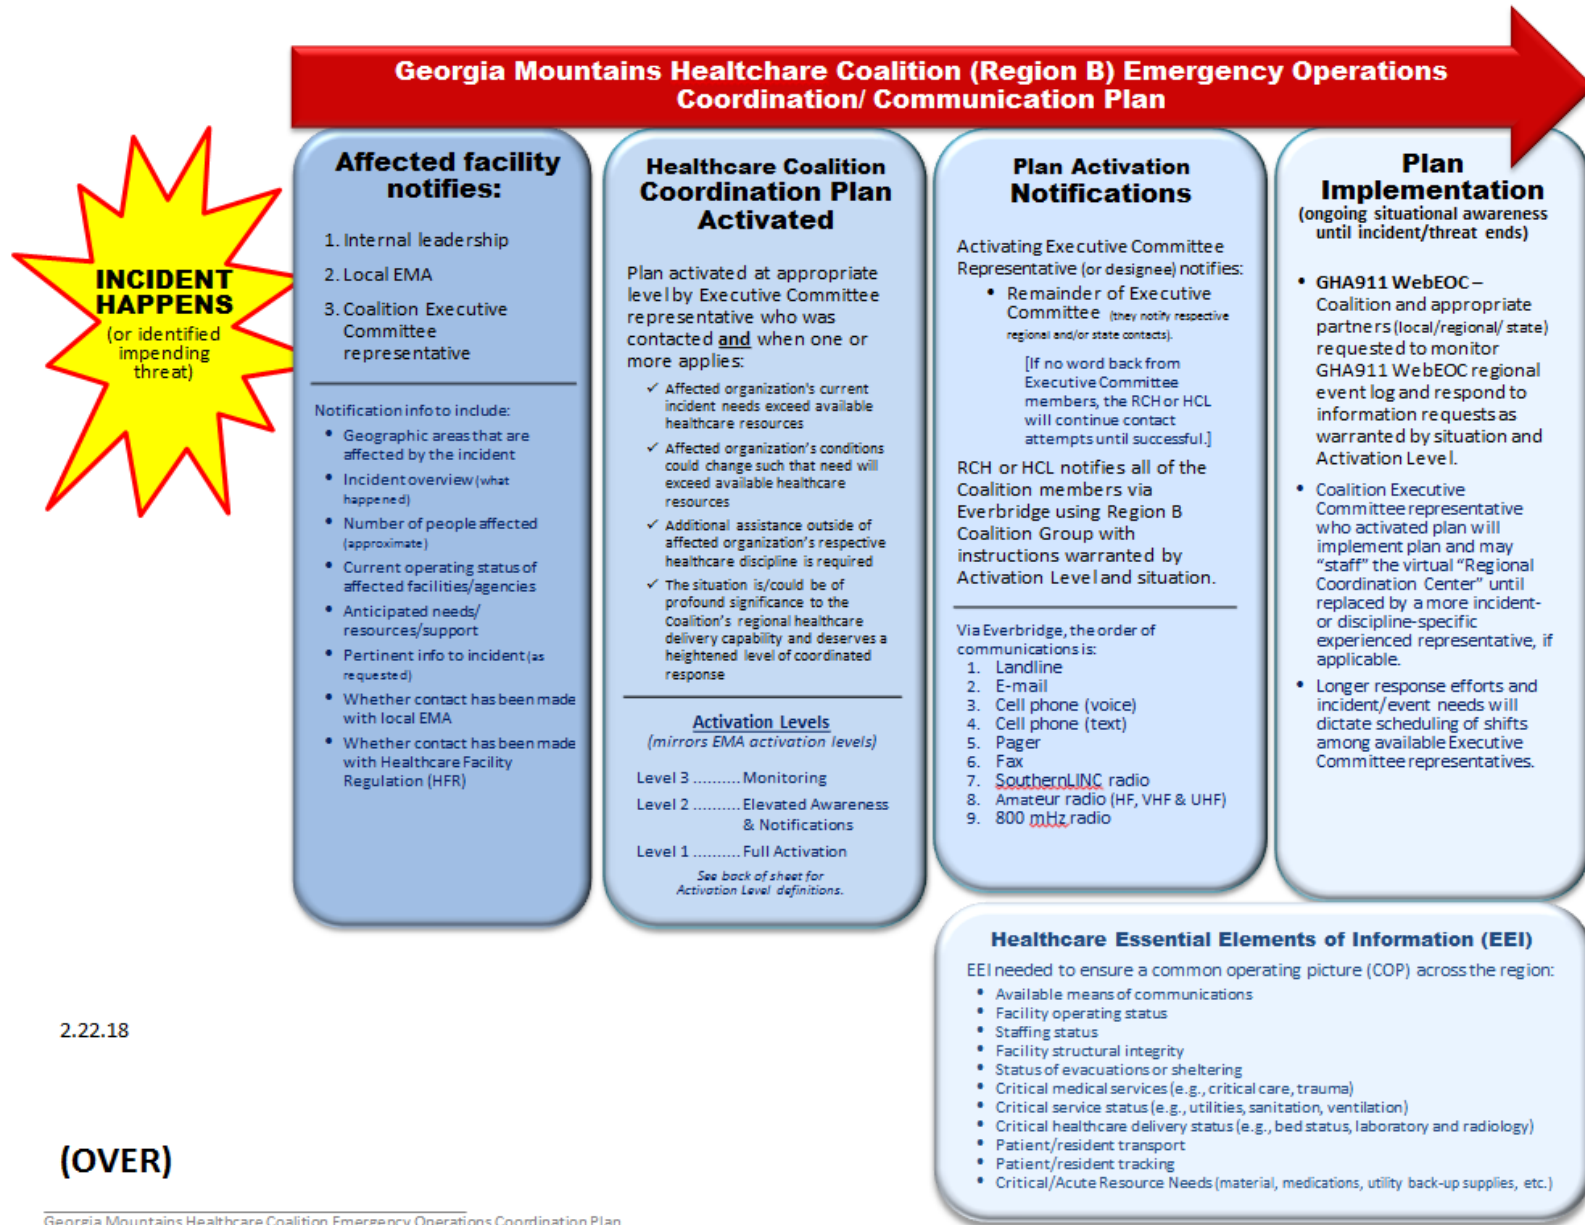 Georgia Mountains Healtchare Coalition (Region B) Emergency Operations
Coordination/ Communication Plan
INCIDENT
HAPPENS
(or identified
impending
threat)
Affected facility
notifies:
1. Internal leadership
2. Local EMA
3. Coalition Executive
Committee
representative
Notification info to include:
• Geographic areas that are
affected by the incident
• Incident overview (what
happened)
• Number of people affected
(approximate)
• Current operating status of
affected facilities/agencies
• Anticipated needs/
resources/support
• Pertinent info to incident (as
requested)
• Whether contact has been made
with local EMA
• Whether contact has been made
with Healthcare Facility
Regulation (HFR)
Healthcare Coalition
Coordination Plan
Activated
Plan activated at appropriate
level by Executive Committee
representative who was
contacted and when one or
more applies:
✓ Affected organization's current
incident needs exceed available
healthcare resources
✓ Affected organization's conditions
could change such that need will
exceed available healthcare
resources
✓ Additional assistance outside of
affected organization's respective
healthcare discipline is required
✓ The situation is/could be of
profound significance to the
Coalition's regional healthcare
delivery capability and deserves a
heightened level of coordinated
response
Activation Levels
(mirrors EMA activation levels)
Level 3 .......... Monitoring
Level 2 .......... Elevated Awareness
& Notifications
Level 1 .......... Full Activation
See back of sheet for
Activation Level definitions.
Plan Activation
Notifications
Activating Executive Committee
Representative (or designee) notifies:
• Remainder of Executive
Committee (they notify respective
regional and/or state contacts).
[If no word back from
Executive Committee
members, the RCH or HCL
will continue contact
attempts until successful.]
RCH or HCL notifies all of the
Coalition members via
Everbridge using Region B
Coalition Group with
instructions warranted by
Activation Level and situation.
Via Everbridge, the order of
communications is:
1. Landline
2. E-mail
3. Cell phone (voice)
4. Cell phone (text)
5. Pager
6. Fax
7. SouthernLINC radio
8. Amateur radio (HF, VHF & UHF)
9. 800 mHz radio
Plan
Implementation
(ongoing situational awareness
until incident/threat ends)
• GHA911 WebEOC –
Coalition and appropriate
partners (local/regional/ state)
requested to monitor
GHA911 WebEOC regional
event log and respond to
information requests as
warranted by situation and
Activation Level.
• Coalition Executive
Committee representative
who activated plan will
implement plan and may
"staff" the virtual "Regional
Coordination Center" until
replaced by a more incident-
or discipline-specific
experienced representative, if
applicable.
• Longer response efforts and
incident/event needs will
dictate scheduling of shifts
among available Executive
Committee representatives.
Healthcare Essential Elements of Information (EEI)
EEI needed to ensure a common operating picture (COP) across the region:
• Available means of communications
• Facility operating status
• Staffing status
• Facility structural integrity
• Status of evacuations or sheltering
• Critical medical services (e.g., critical care, trauma)
• Critical service status (e.g., utilities, sanitation, ventilation)
• Critical healthcare delivery status (e.g., bed status, laboratory and radiology)
• Patient/resident transport
• Patient/resident tracking
• Critical/Acute Resource Needs (material, medications, utility back-up supplies, etc.)
2.22.18
(OVER)
Georgia Mountains Healthcare Coalition Emergency Operations Coordination Plan